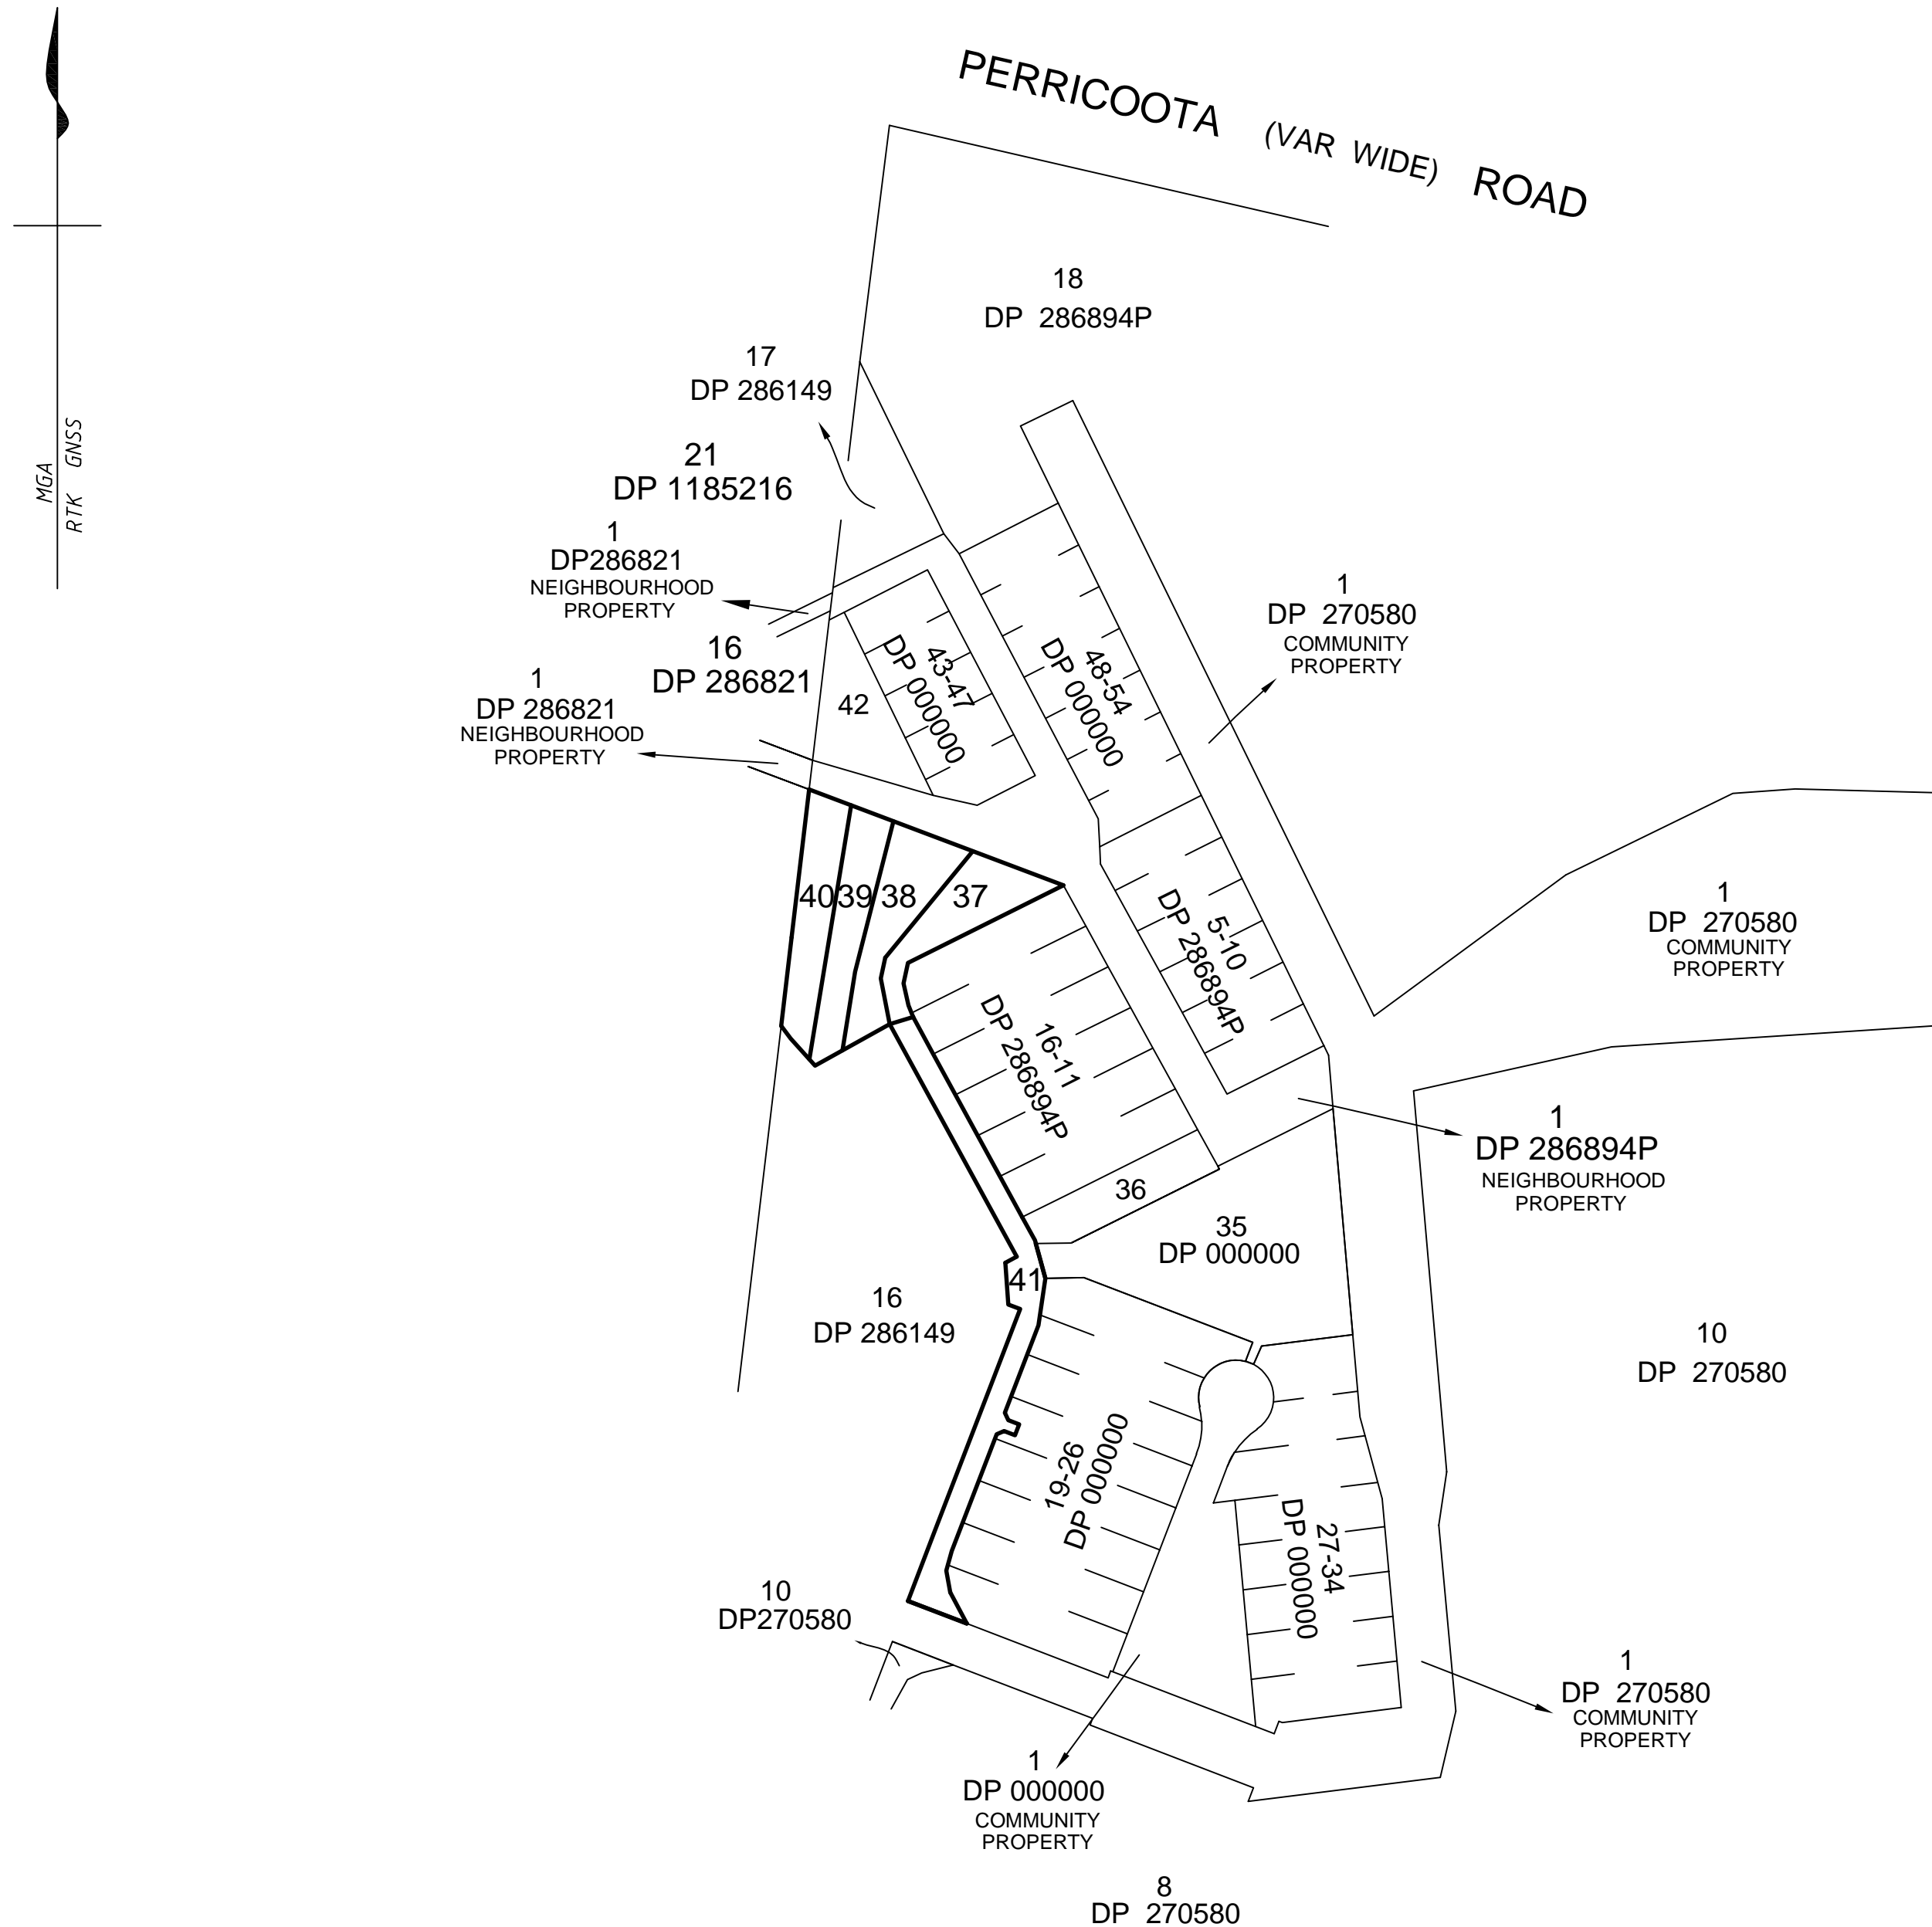 PERRICOOTA (VAR WIDE) ROAD
18
DP 286894P
17
DP 286149
21
DP 1185216
MGA
RTK GNSS
1
DP286821
NEIGHBOURHOOD
PROPERTY
1
DP 270580
COMMUNITY
PROPERTY
16
DP 286821
1
DP 286821
NEIGHBOURHOOD
PROPERTY
42
43-47
DP 000000
48-54
DP 000000
40
39
38
37
5-10
DP 286894P
1
DP 270580
COMMUNITY
PROPERTY
16-11
DP 286894P
1
DP 286894P
NEIGHBOURHOOD
PROPERTY
36
35
DP 000000
41
16
DP 286149
10
DP 270580
19-26
DP 000000
27-34
DP 000000
10
DP270580
1
DP 270580
COMMUNITY
PROPERTY
1
DP 000000
COMMUNITY
PROPERTY
8
DP 270580